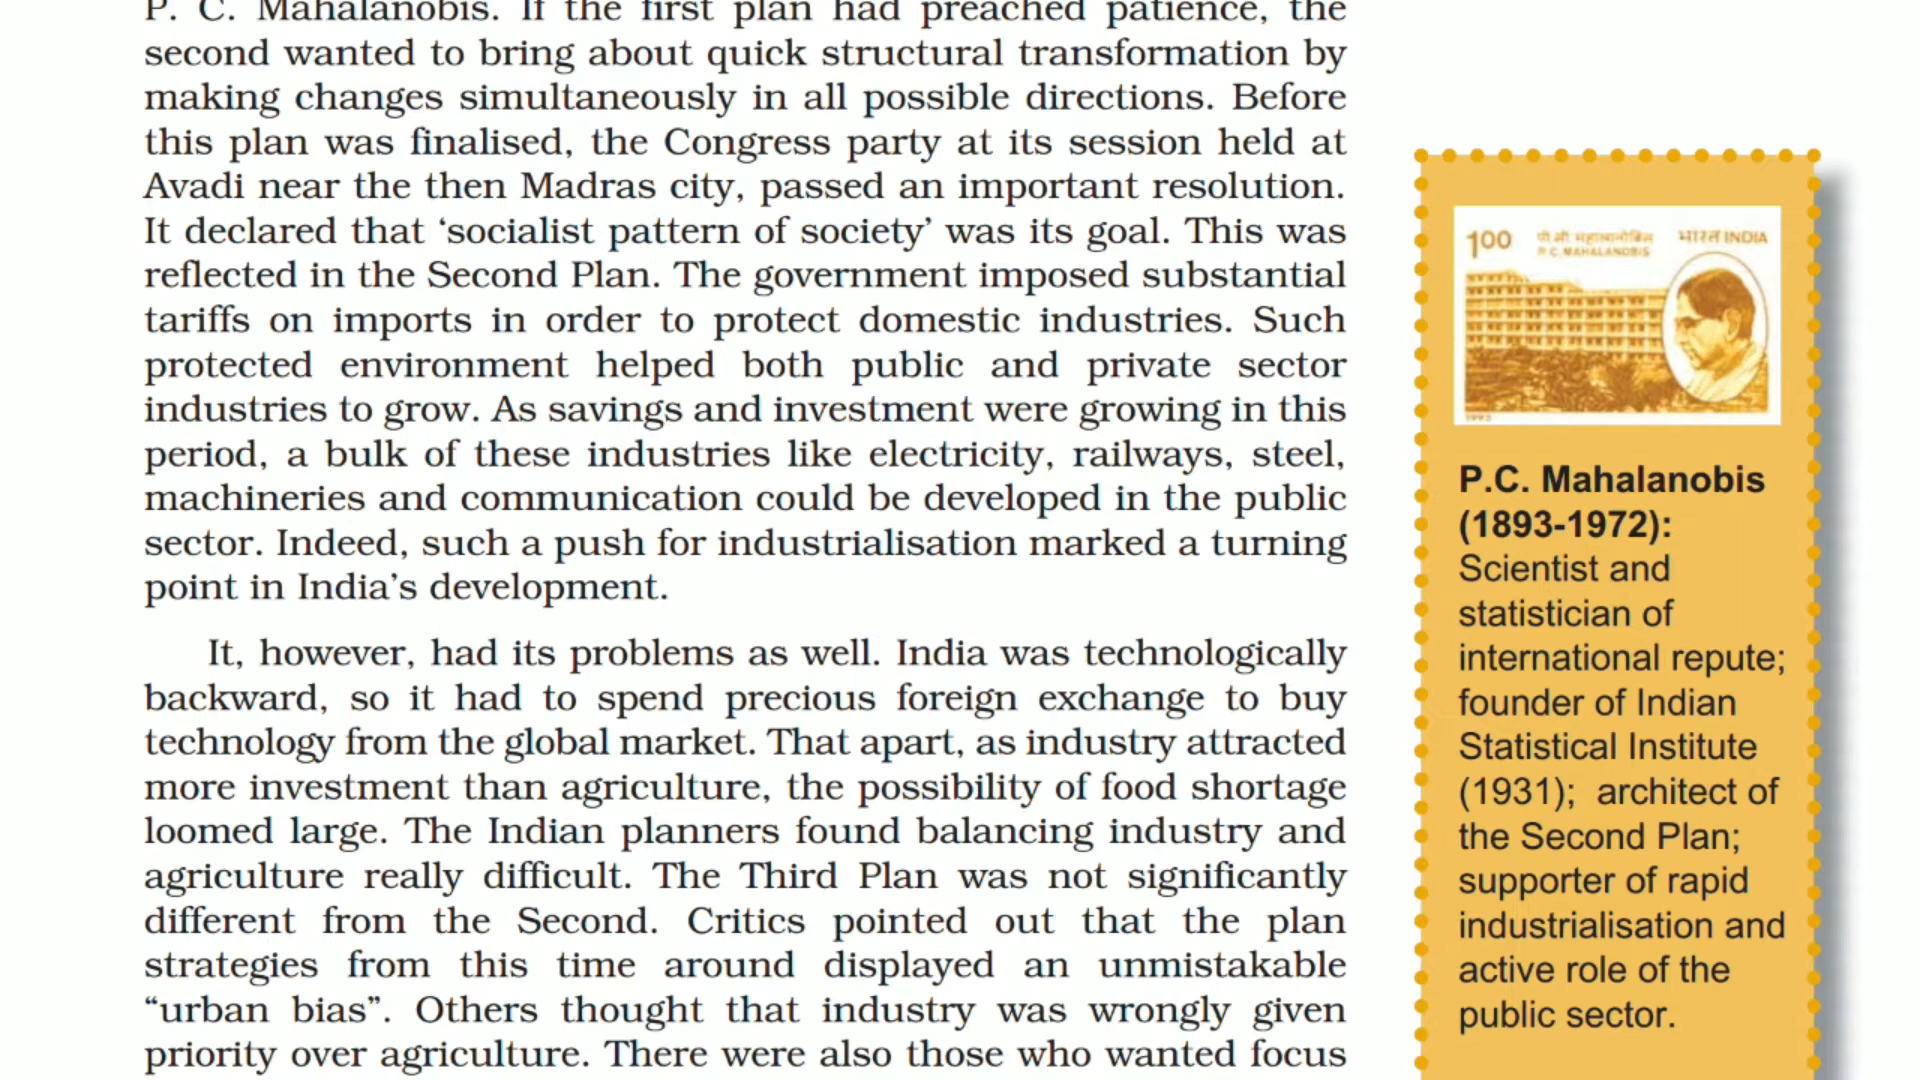 P. C. Mahalanobis. If the first plan had preached patience, the
second wanted to bring about quick structural transformation by
making changes simultaneously in all possible directions. Before
this plan was finalised, the Congress party at its session held at
Avadi near the then Madras city, passed an important resolution.
It declared that ‘socialist pattern of society’ was its goal. This was
reflected in the Second Plan. The government imposed substantial
tariffs on imports in order to protect domestic industries. Such
protected environment helped both public and private sector
industries to grow. As savings and investment were growing in this
period, a bulk of these industries like electricity, railways, steel,
machineries and communication could be developed in the public
sector. Indeed, such a push for industrialisation marked a turning
point in India’s development.
It, however, had its problems as well. India was technologically
backward, so it had to spend precious foreign exchange to buy
technology from the global market. That apart, as industry attracted
more investment than agriculture, the possibility of food shortage
loomed large. The Indian planners found balancing industry and
agriculture really difficult. The Third Plan was not significantly
different from the Second. Critics pointed out that the plan
strategies from this time around displayed an unmistakable
“urban bias”. Others thought that industry was wrongly given
priority over agriculture. There were also those who wanted focus
100
पी.सी. महालानोबिस
P.C. MAHALANOBIS
भारत INDIA
1993
P.C. Mahalanobis
(1893-1972):
Scientist and
statistician of
international repute;
founder of Indian
Statistical Institute
(1931); architect of
the Second Plan;
supporter of rapid
industrialisation and
active role of the
public sector.